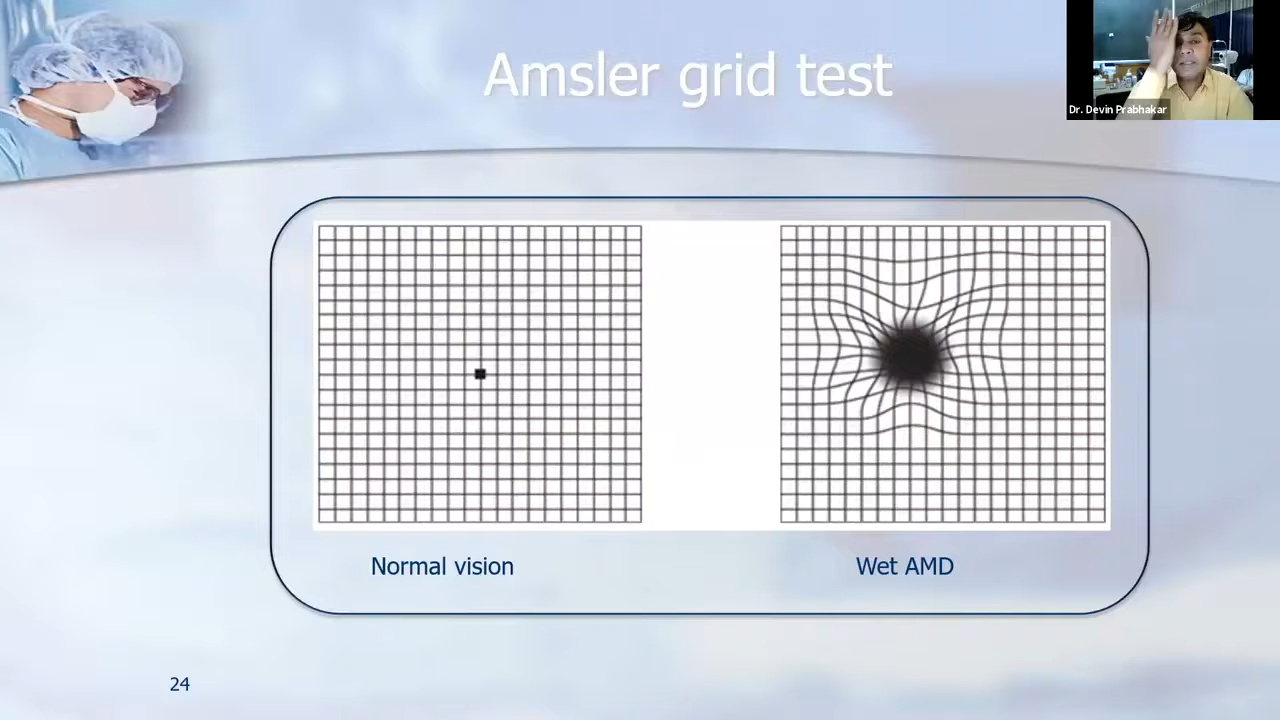 Amsler grid test
Dr. Devin Prabhakar
Normal vision
Wet AMD
24